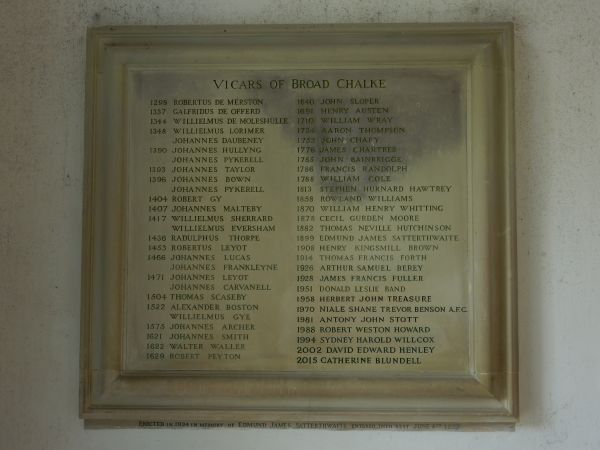 VICARS OF BROAD CHALKE
1298 ROBERTUS DE MERSTON
1337 GALFRIDUS DE OFFERD
1344 WILLIELMUS DE MOLESHULLE
1348 WILLIELMUS LORIMER
JOHANNES DAUBENEY
1390 JOHANNES HULLYNG
JOHANNES PYKERELL
1393 JOHANNES TAYLOR
1396 JOHANNES BOWN
JOHANNES PYKERELL
1404 ROBERT GY
1407 JOHANNES MALTEBY
1417 WILLIELMUS SHERRARD
WILLIELMUS EVERSHAM
1436 RADULPHUS THORPE
1453 ROBERTUS LEYOT
1466 JOHANNES LUCAS
JOHANNES FRANKLEYNE
1471 JOHANNES LEYOT
JOHANNES CARVANELL
1504 THOMAS SCASEBY
1522 ALEXANDER BOSTON
WILLIELMUS GYE
1575 JOHANNES ARCHER
1621 JOHANNES SMITH
1622 WALTER WALLER
1629 ROBERT PEYTON
1640 JOHN SLOPER
1691 HENRY AUSTEN
1710 WILLIAM WRAY
1724 AARON THOMPSON
1752 JOHN CHAFY
1776 JAMES CHARTRES
1785 JOHN BAINBRIGGE
1786 FRANCIS RANDOLPH
1788 WILLIAM COLE
1813 STEPHEN HURNARD HAWTREY
1858 ROWLAND WILLIAMS
1870 WILLIAM HENRY WHITTING
1878 CECIL GURDEN MOORE
1882 THOMAS NEVILLE HUTCHINSON
1899 EDMUND JAMES SATTERTHWAITE
1908 HENRY KINGSMILL BROWN
1914 THOMAS FRANCIS FORTH
1926 ARTHUR SAMUEL BEREY
1928 JAMES FRANCIS FULLER
1951 DONALD LESLIE BAND
1958 HERBERT JOHN TREASURE
1970 NIALE SHANE TREVOR BENSON A.F.C.
1981 ANTONY JOHN STOTT
1988 ROBERT WESTON HOWARD
1994 SYDNEY HAROLD WILLCOX
2002 DAVID EDWARD HENLEY
2015 CATHERINE BLUNDELL
ERECTED IN 1934 IN MEMORY OF EDMUND JAMES SATTERTHWAITE ENTERED INTO REST JUNE